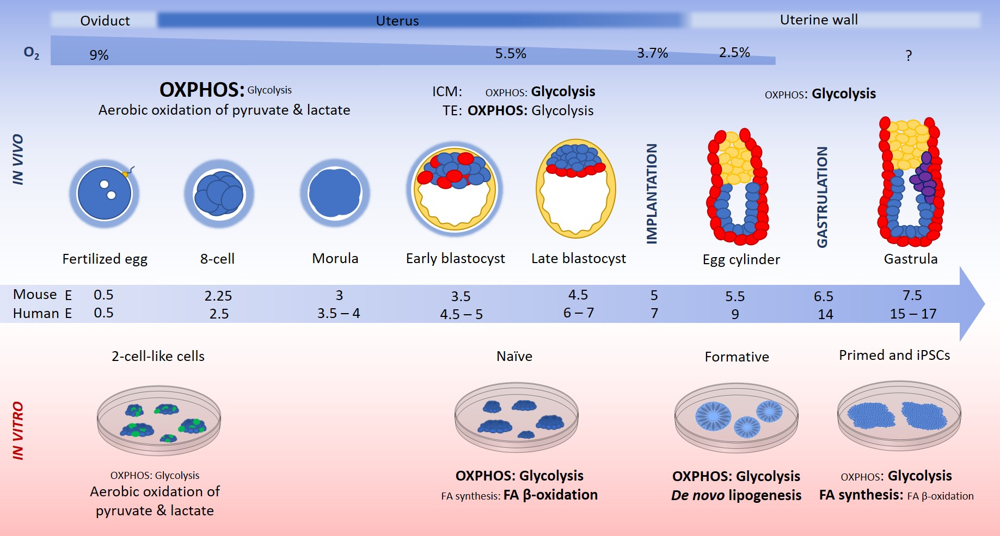 Oviduct Uterus Uterine wall
O₂ 9% 5.5% 3.7% 2.5% ?
OXPHOS: Glycolysis
Aerobic oxidation of pyruvate & lactate
ICM: OXPHOS: Glycolysis
TE: OXPHOS: Glycolysis
OXPHOS: Glycolysis
IN VIVO
IMPLANTATION
GASTRULATION
Fertilized egg 8-cell Morula Early blastocyst Late blastocyst Egg cylinder Gastrula
Mouse E 0.5 2.25 3 3.5 4.5 5 5.5 6.5 7.5
Human E 0.5 2.5 3.5 – 4 4.5 – 5 6 – 7 7 9 14 15 – 17
2-cell-like cells Naïve Formative Primed and iPSCs
IN VITRO
OXPHOS: Glycolysis
Aerobic oxidation of
pyruvate & lactate
OXPHOS: Glycolysis
FA synthesis: FA β-oxidation
OXPHOS: Glycolysis
De novo lipogenesis
OXPHOS: Glycolysis
FA synthesis: FA β-oxidation